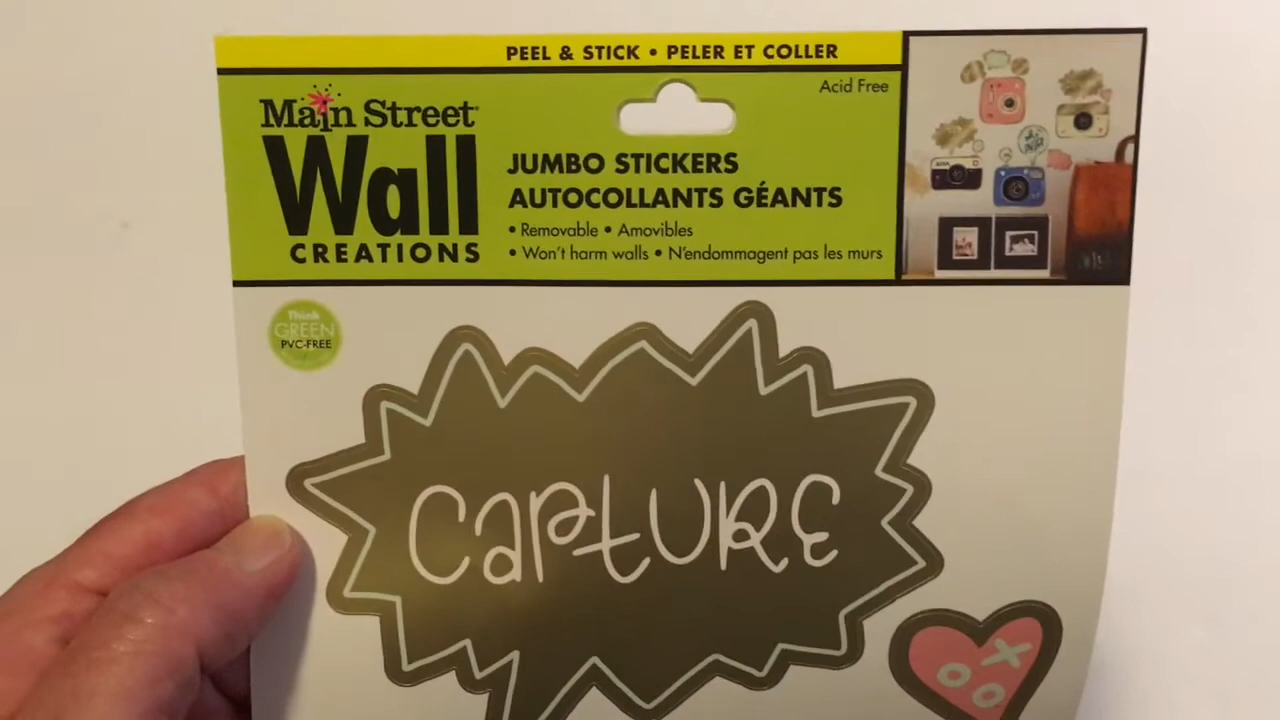 PEEL & STICK • PELER ET COLLER
Acid Free
Main Street
Wall
CREATIONS
JUMBO STICKERS
AUTOCOLLANTS GÉANTS
• Removable • Amovibles
• Won't harm walls • N'endommagent pas les murs
Think
GREEN
PVC-FREE
CAPTURE
X
O O